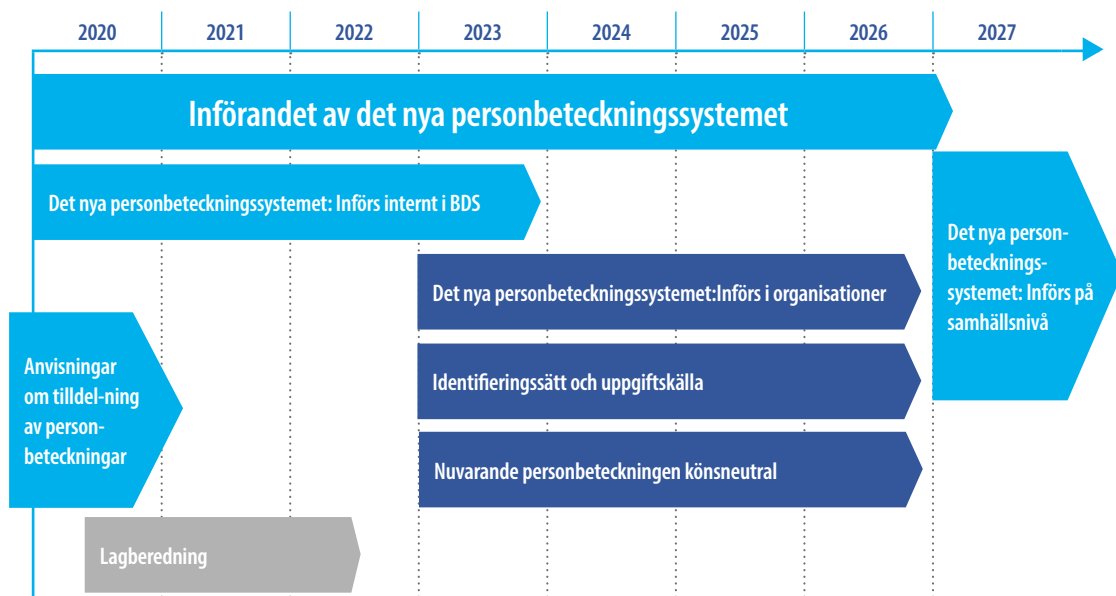 2020 2021 2022 2023 2024 2025 2026 2027
Införandet av det nya personbeteckningssystemet
Det nya personbeteckningssystemet: Införs internt i BDS
Det nya person-
betecknings-
systemet: Införs på
samhällsnivå
Det nya personbeteckningssystemet:Införs i organisationer
Anvisningar
om tilldel-ning
av person-
beteckningar
Identifieringssätt och uppgiftskälla
Nuvarande personbeteckningen könsneutral
Lagberedning